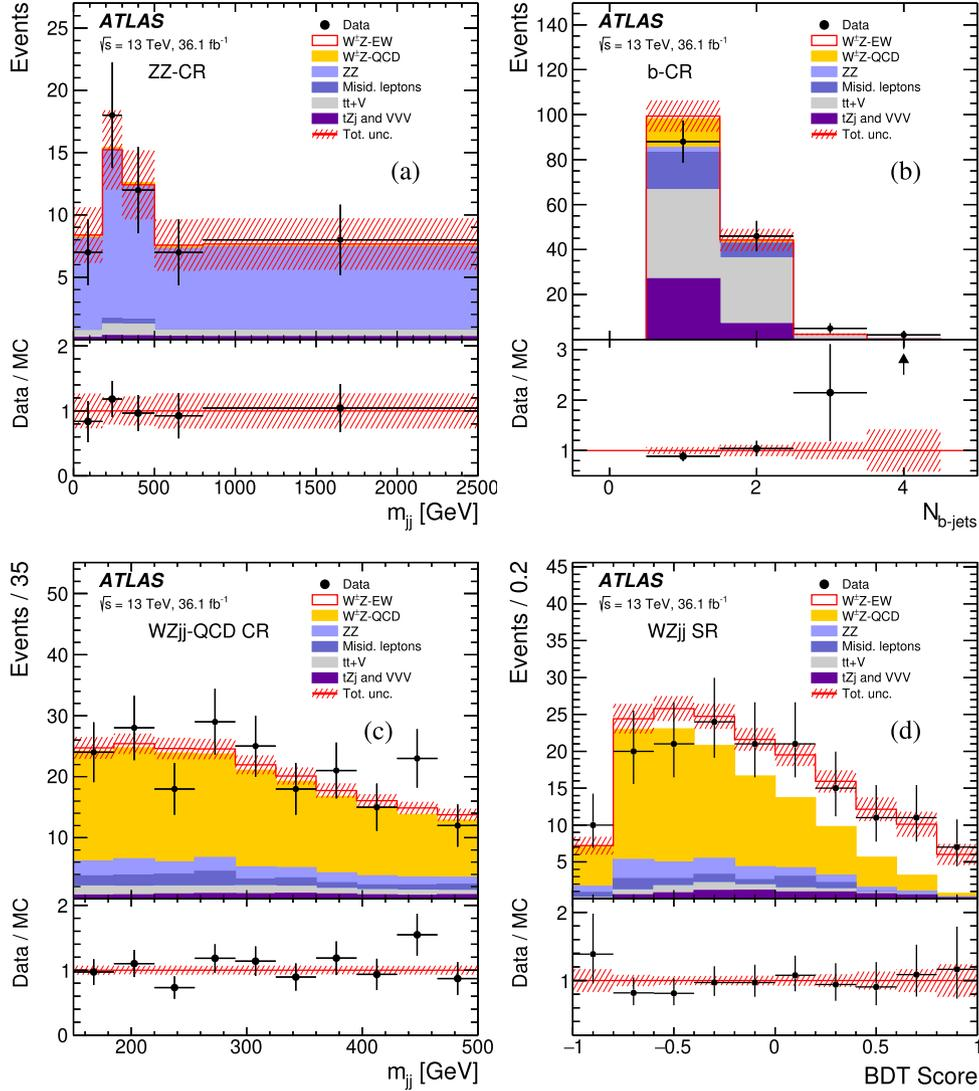 Events
25
20
15
10
5
ATLAS
√s = 13 TeV, 36.1 fb⁻¹
ZZ-CR
Data
W±Z-EW
W±Z-QCD
ZZ
Misid. leptons
tt+V
tZj and VVV
Tot. unc.
(a)
Data / MC
2
1
0
0 500 1000 1500 2000 2500
m_jj [GeV]
Events
140
120
100
80
60
40
20
ATLAS
√s = 13 TeV, 36.1 fb⁻¹
b-CR
Data
W±Z-EW
W±Z-QCD
ZZ
Misid. leptons
tt+V
tZj and VVV
Tot. unc.
(b)
Data / MC
3
2
1
0 2 4
N_b-jets
Events / 35
50
40
30
20
10
ATLAS
√s = 13 TeV, 36.1 fb⁻¹
WZjj-QCD CR
Data
W±Z-EW
W±Z-QCD
ZZ
Misid. leptons
tt+V
tZj and VVV
Tot. unc.
(c)
Data / MC
2
1
0
200 300 400 500
m_jj [GeV]
Events / 0.2
45
40
35
30
25
20
15
10
5
ATLAS
√s = 13 TeV, 36.1 fb⁻¹
WZjj SR
Data
W±Z-EW
W±Z-QCD
ZZ
Misid. leptons
tt+V
tZj and VVV
Tot. unc.
(d)
Data / MC
2
1
−1 −0.5 0 0.5 1
BDT Score